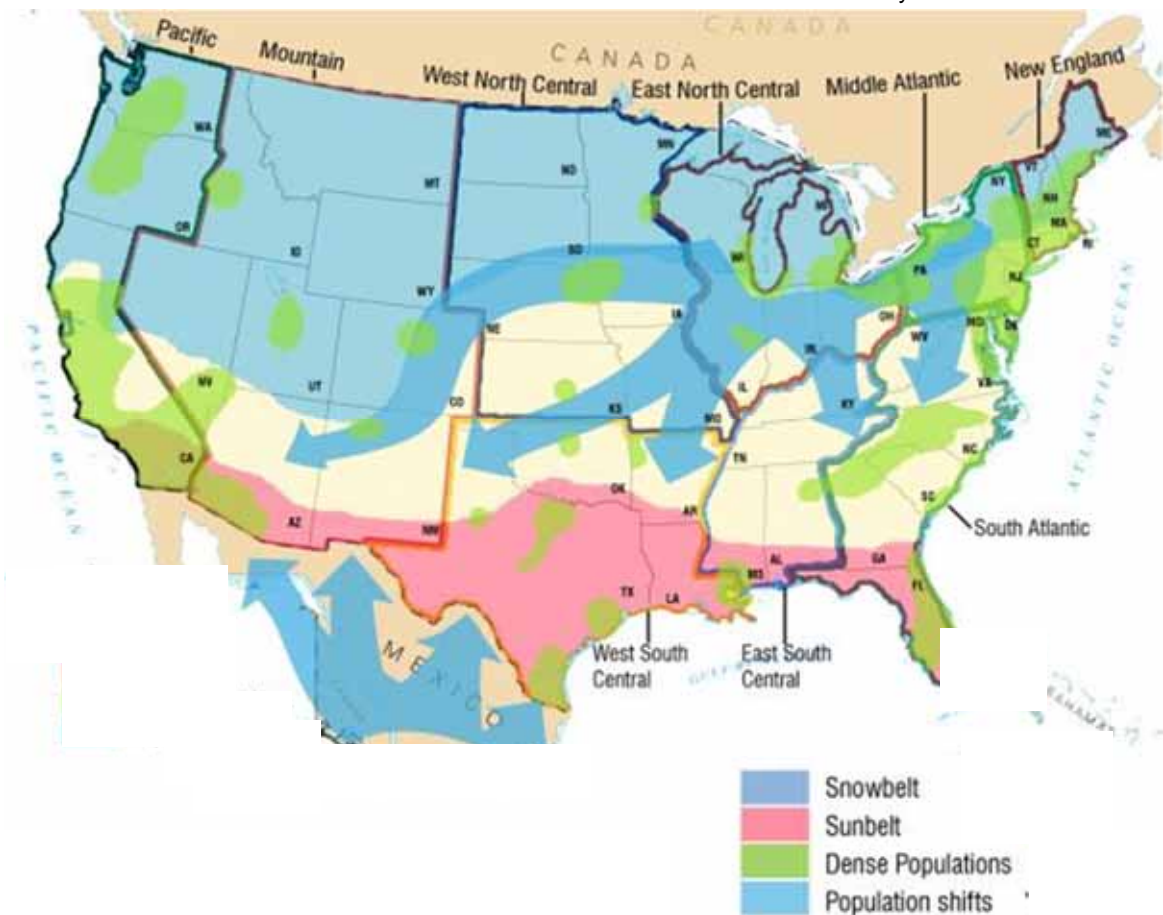 CANADA
CANADA
Pacific
Mountain
West North Central
East North Central
Middle Atlantic
New England
WA
OR
ID
MT
WY
NV
UT
CO
CA
AZ
NM
ND
SD
MN
NE
IA
KS
MO
WI
MI
IL
IN
OH
KY
TN
OK
AR
TX
LA
MS
AL
GA
FL
SC
NC
VA
WV
MD
DE
NJ
PA
NY
CT
RI
MA
NH
VT
ME
PACIFIC OCEAN
ATLANTIC OCEAN
MEXICO
South Atlantic
West South
Central
East South
Central
Snowbelt
Sunbelt
Dense Populations
Population shifts